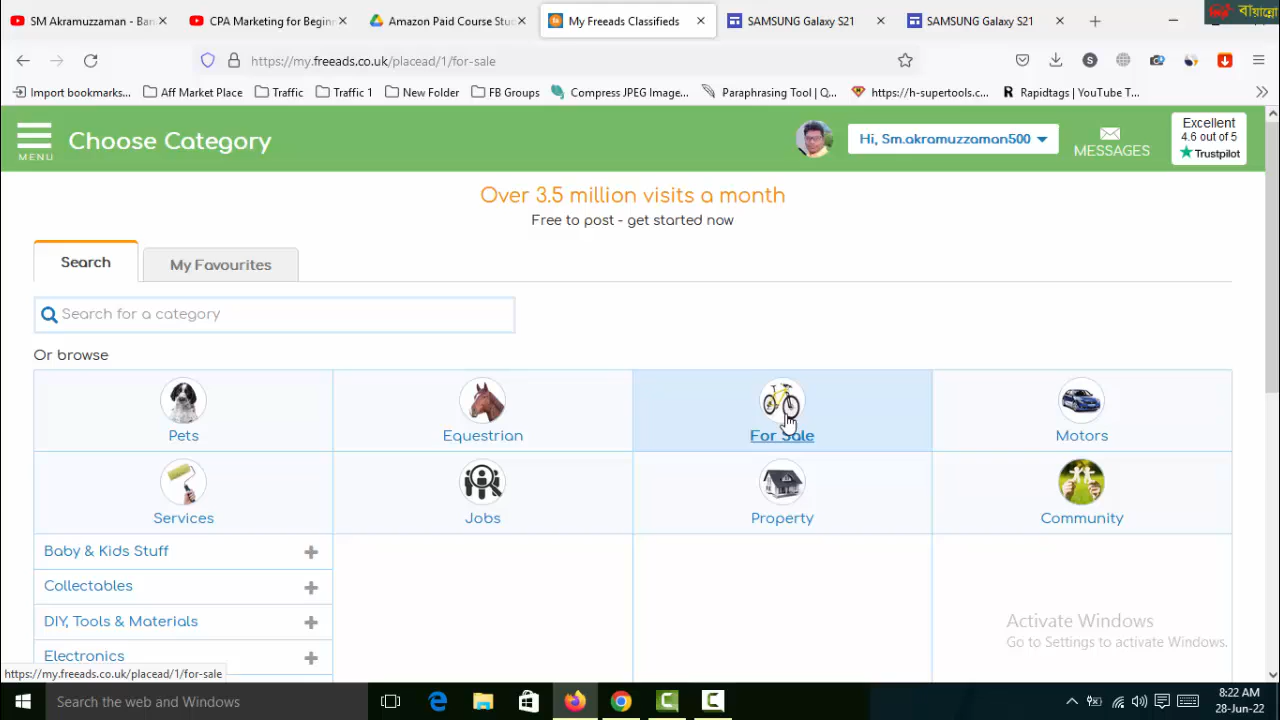 SM Akramuzzaman - Ban
CPA Marketing for Beginn
Amazon Paid Course Stu
My Freeads Classifieds
SAMSUNG Galaxy S21
SAMSUNG Galaxy S21
বায়ান্নো
https://my.freeads.co.uk/placead/1/for-sale
Import bookmarks...
Aff Market Place
Traffic
Traffic 1
New Folder
FB Groups
Compress JPEG Image...
Paraphrasing Tool | Q...
https://h-supertools.c...
Rapidtags | YouTube T...
MENU
Choose Category
Hi, Sm.akramuzzaman500
MESSAGES
Excellent
4.6 out of 5
Trustpilot
Over 3.5 million visits a month
Free to post - get started now
Search
My Favourites
Search for a category
Or browse
Pets
Equestrian
For Sale
Motors
Services
Jobs
Property
Community
Baby & Kids Stuff
Collectables
DIY, Tools & Materials
Electronics
Activate Windows
Go to Settings to activate Windows.
https://my.freeads.co.uk/placead/1/for-sale
Search the web and Windows
8:22 AM
28-Jun-22